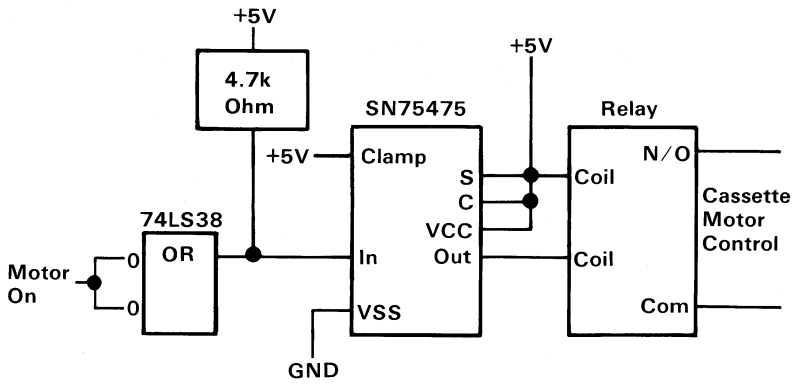 +5V
4.7k
Ohm
+5V
SN75475
Relay
+5V
Clamp
S
C
VCC
Out
In
VSS
GND
N/O
Coil
Coil
Com
Cassette
Motor
Control
74LS38
OR
0
0
Motor
On